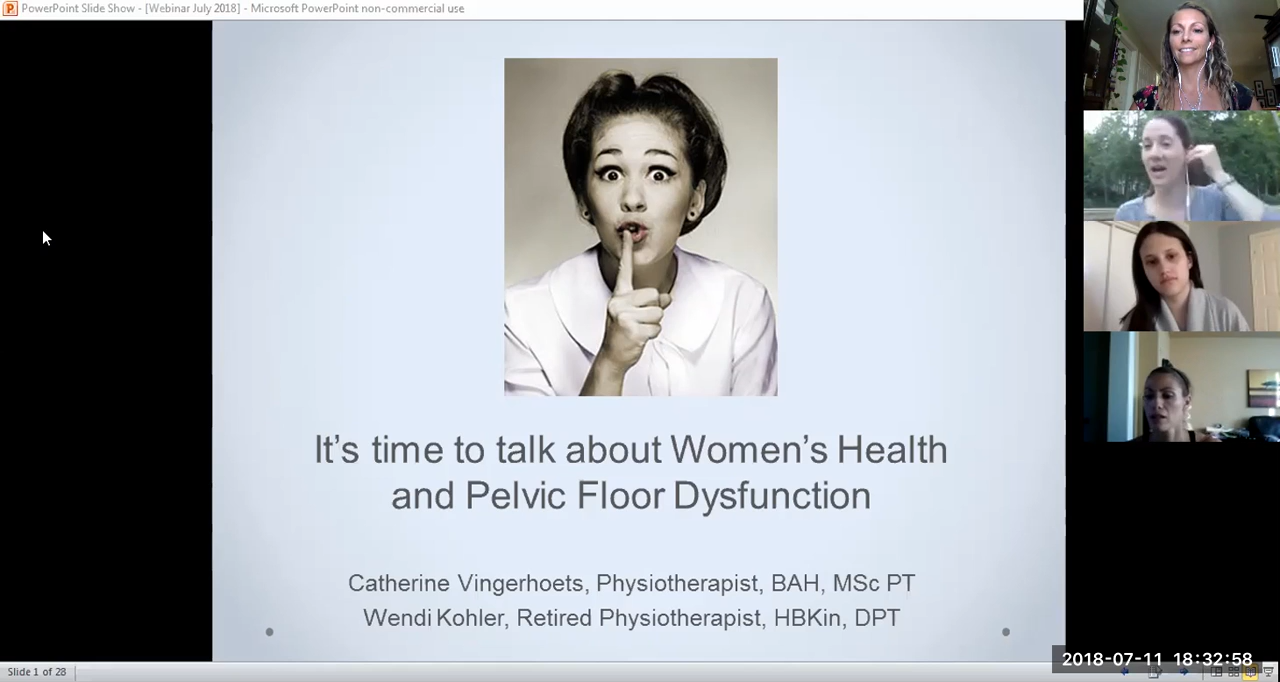 PowerPoint Slide Show - [Webinar July 2018] - Microsoft PowerPoint non-commercial use
It's time to talk about Women's Health
and Pelvic Floor Dysfunction
Catherine Vingerhoets, Physiotherapist, BAH, MSc PT
Wendi Kohler, Retired Physiotherapist, HBKin, DPT
Slide 1 of 28
2018-07-11 18:32:58